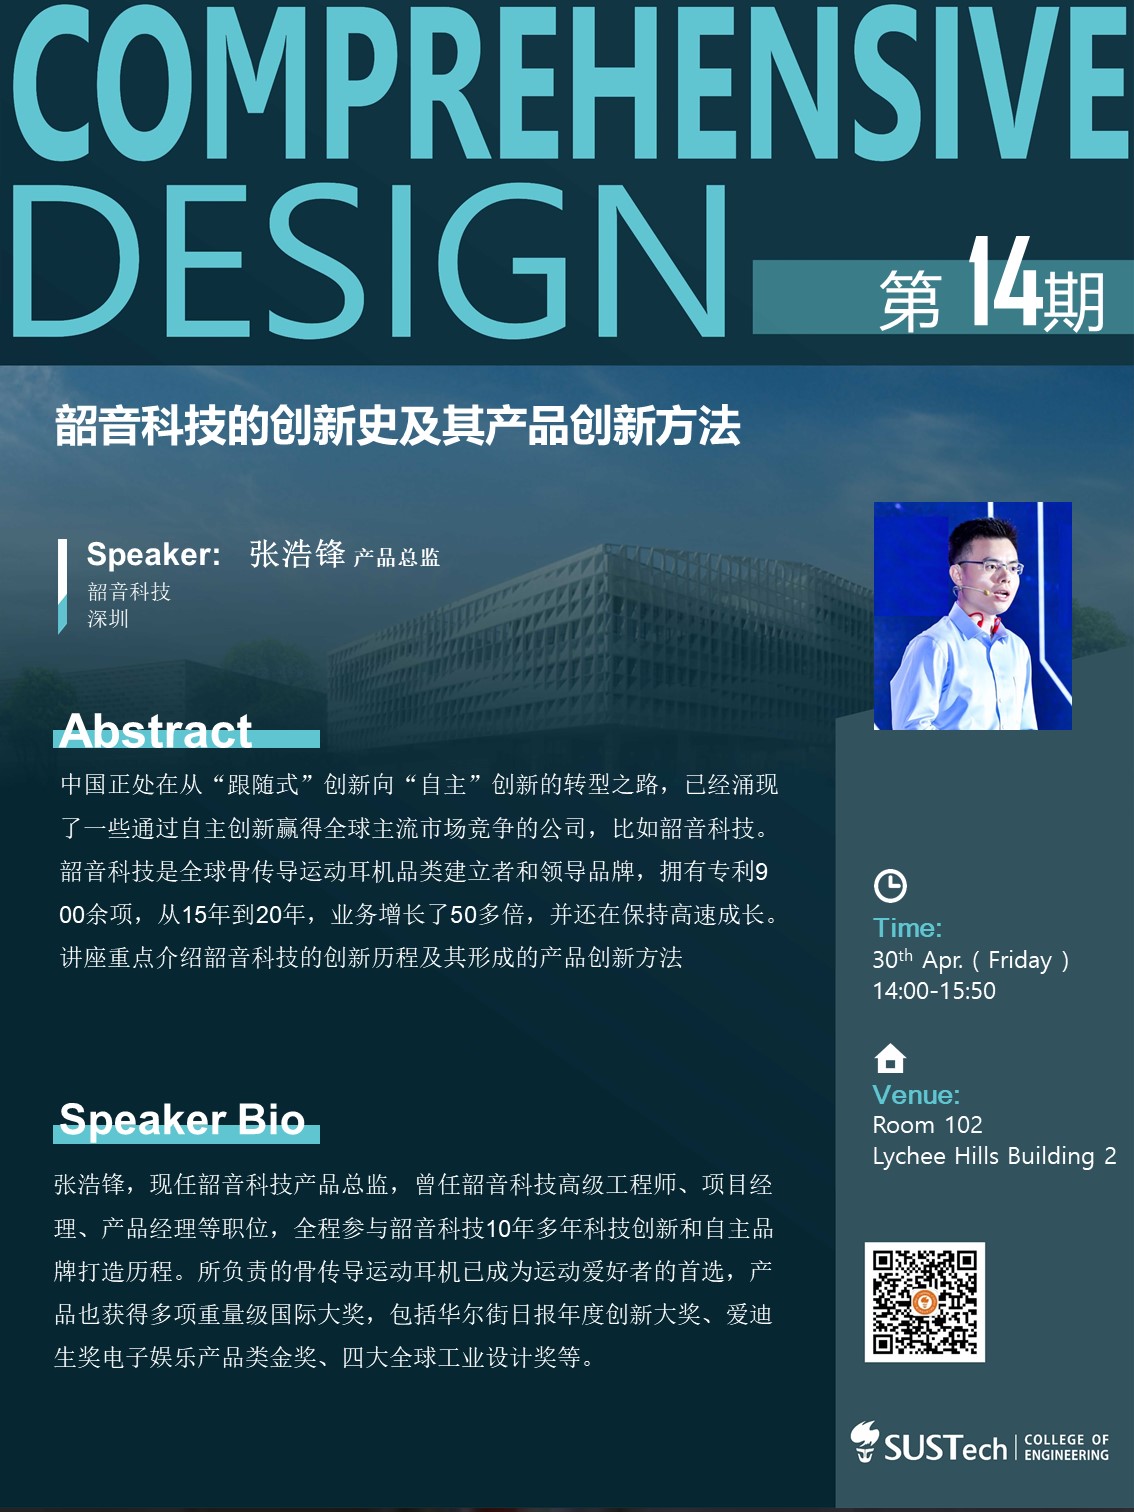 COMPREHENSIVE
DESIGN
第14期
韶音科技的创新史及其产品创新方法
Speaker: 张浩锋 产品总监
韶音科技
深圳
Abstract
中国正处在从“跟随式”创新向“自主”创新的转型之路，已经涌现
了一些通过自主创新赢得全球主流市场竞争的公司，比如韶音科技。
韶音科技是全球骨传导运动耳机品类建立者和领导品牌，拥有专利9
00余项，从15年到20年，业务增长了50多倍，并还在保持高速成长。
讲座重点介绍韶音科技的创新历程及其形成的产品创新方法
Time:
30th Apr. ( Friday )
14:00-15:50
Venue:
Room 102
Lychee Hills Building 2
Speaker Bio
张浩锋，现任韶音科技产品总监，曾任韶音科技高级工程师、项目经
理、产品经理等职位，全程参与韶音科技10年多年科技创新和自主品
牌打造历程。所负责的骨传导运动耳机已成为运动爱好者的首选，产
品也获得多项重量级国际大奖，包括华尔街日报年度创新大奖、爱迪
生奖电子娱乐产品类金奖、四大全球工业设计奖等。
SUSTech
COLLEGE OF
ENGINEERING